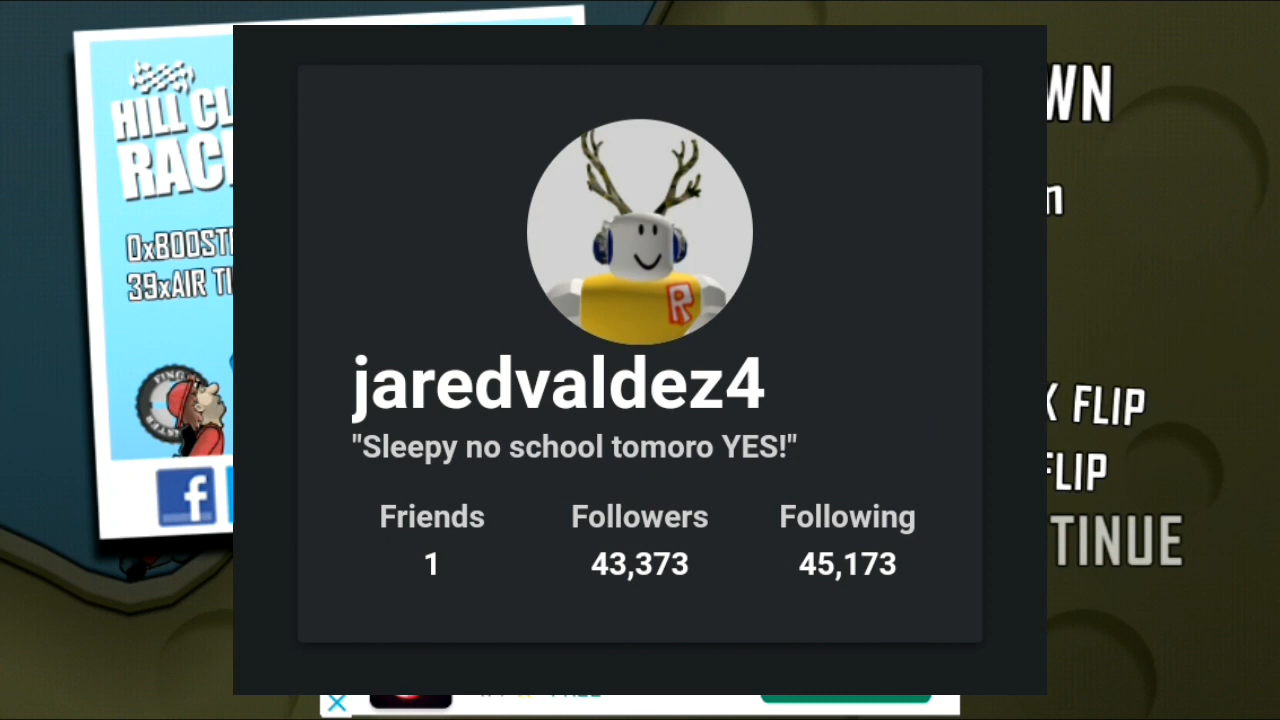 HILL CL
RAC
0xBOOST
39xAIR TI
WN
jaredvaldez4
"Sleepy no school tomoro YES!"
Friends Followers Following
1 43,373 45,173
K FLIP
FLIP
TINUE